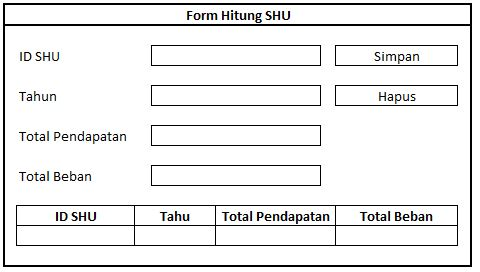 Form Hitung SHU
ID SHU Simpan
Tahun Hapus
Total Pendapatan
Total Beban
ID SHU Tahu Total Pendapatan Total Beban